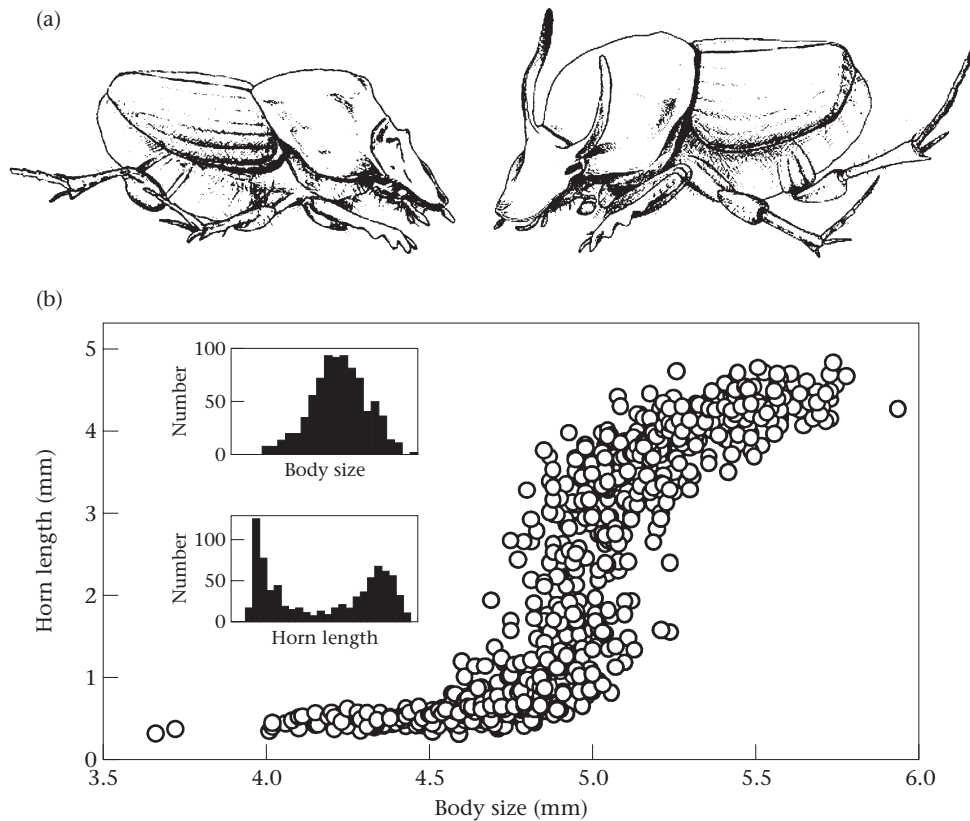 (a)
(b)
5
4
3
2
1
0
Horn length (mm)
100
50
0
Number
Body size
100
50
0
Number
Horn length
3.5 4.0 4.5 5.0 5.5 6.0
Body size (mm)